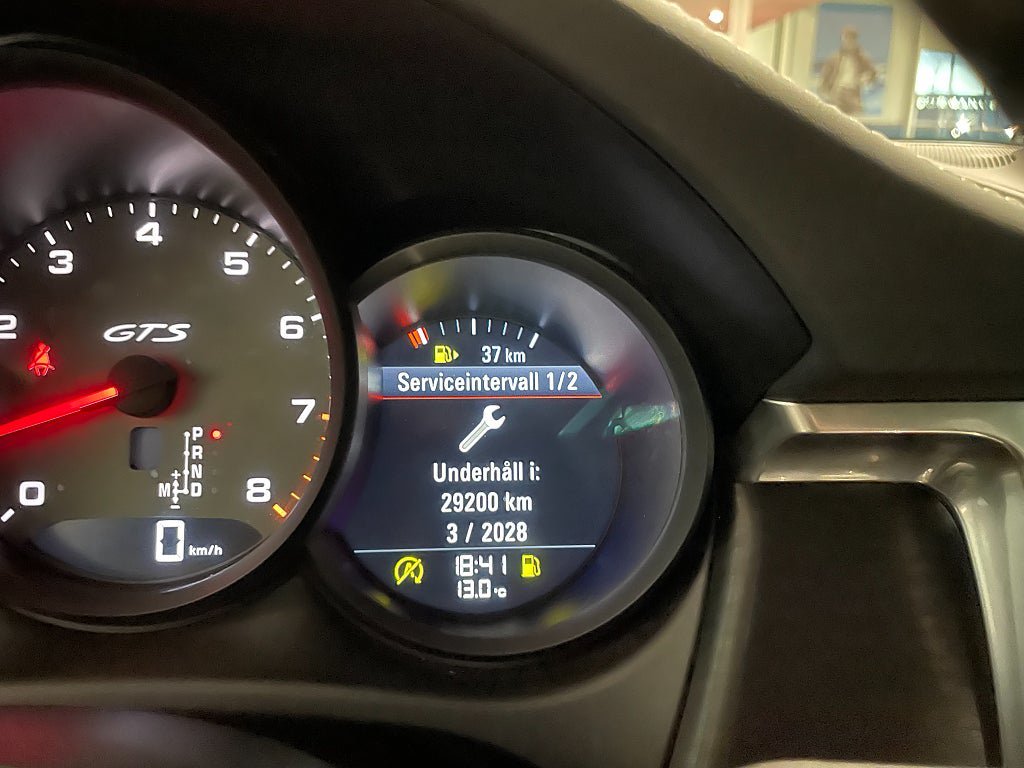 2
3
4
5
6
7
8
0
GTS
P
R
N
M D
+
-
0 km/h
37 km
Serviceintervall 1/2
Underhåll i:
29200 km
3 / 2028
18:41
13.0 °C